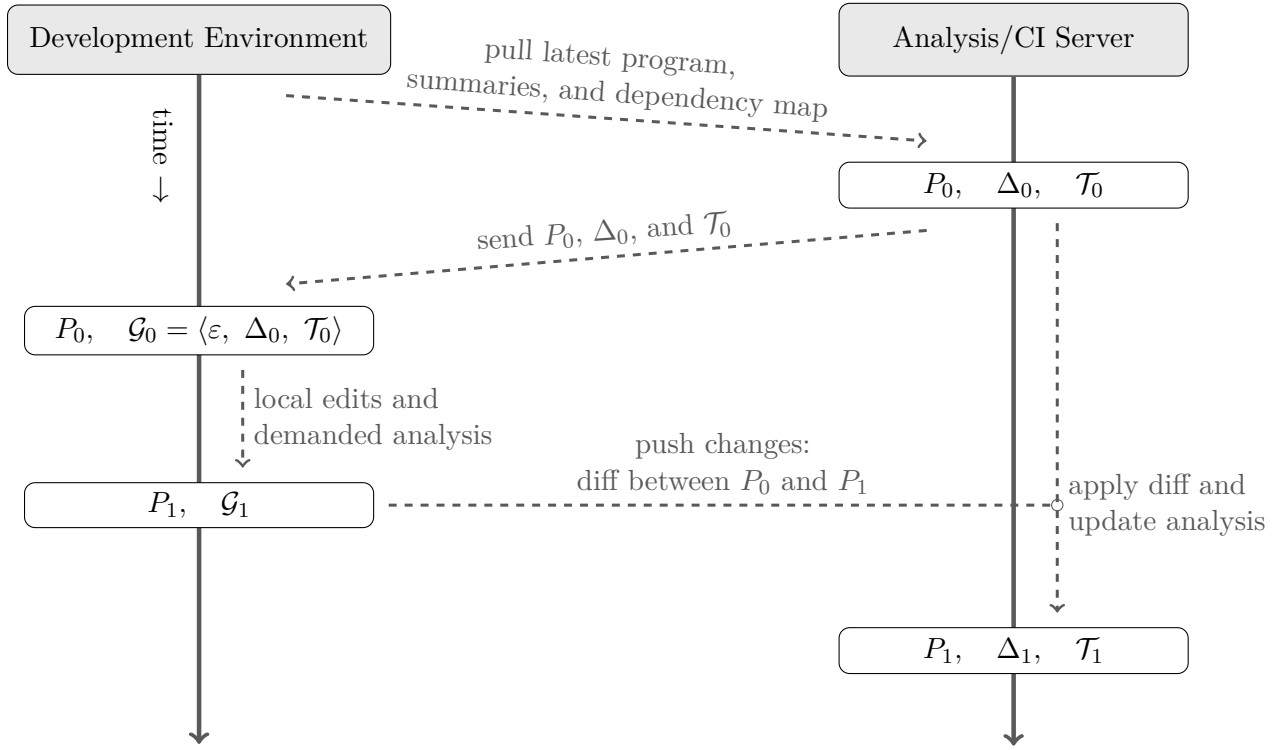 Development Environment
Analysis/CI Server
pull latest program,
summaries, and dependency map
time →
P₀, Δ₀, 𝒯₀
send P₀, Δ₀, and 𝒯₀
P₀, 𝒢₀ = ⟨ε, Δ₀, 𝒯₀⟩
local edits and
demanded analysis
push changes:
diff between P₀ and P₁
apply diff and
update analysis
P₁, 𝒢₁
P₁, Δ₁, 𝒯₁